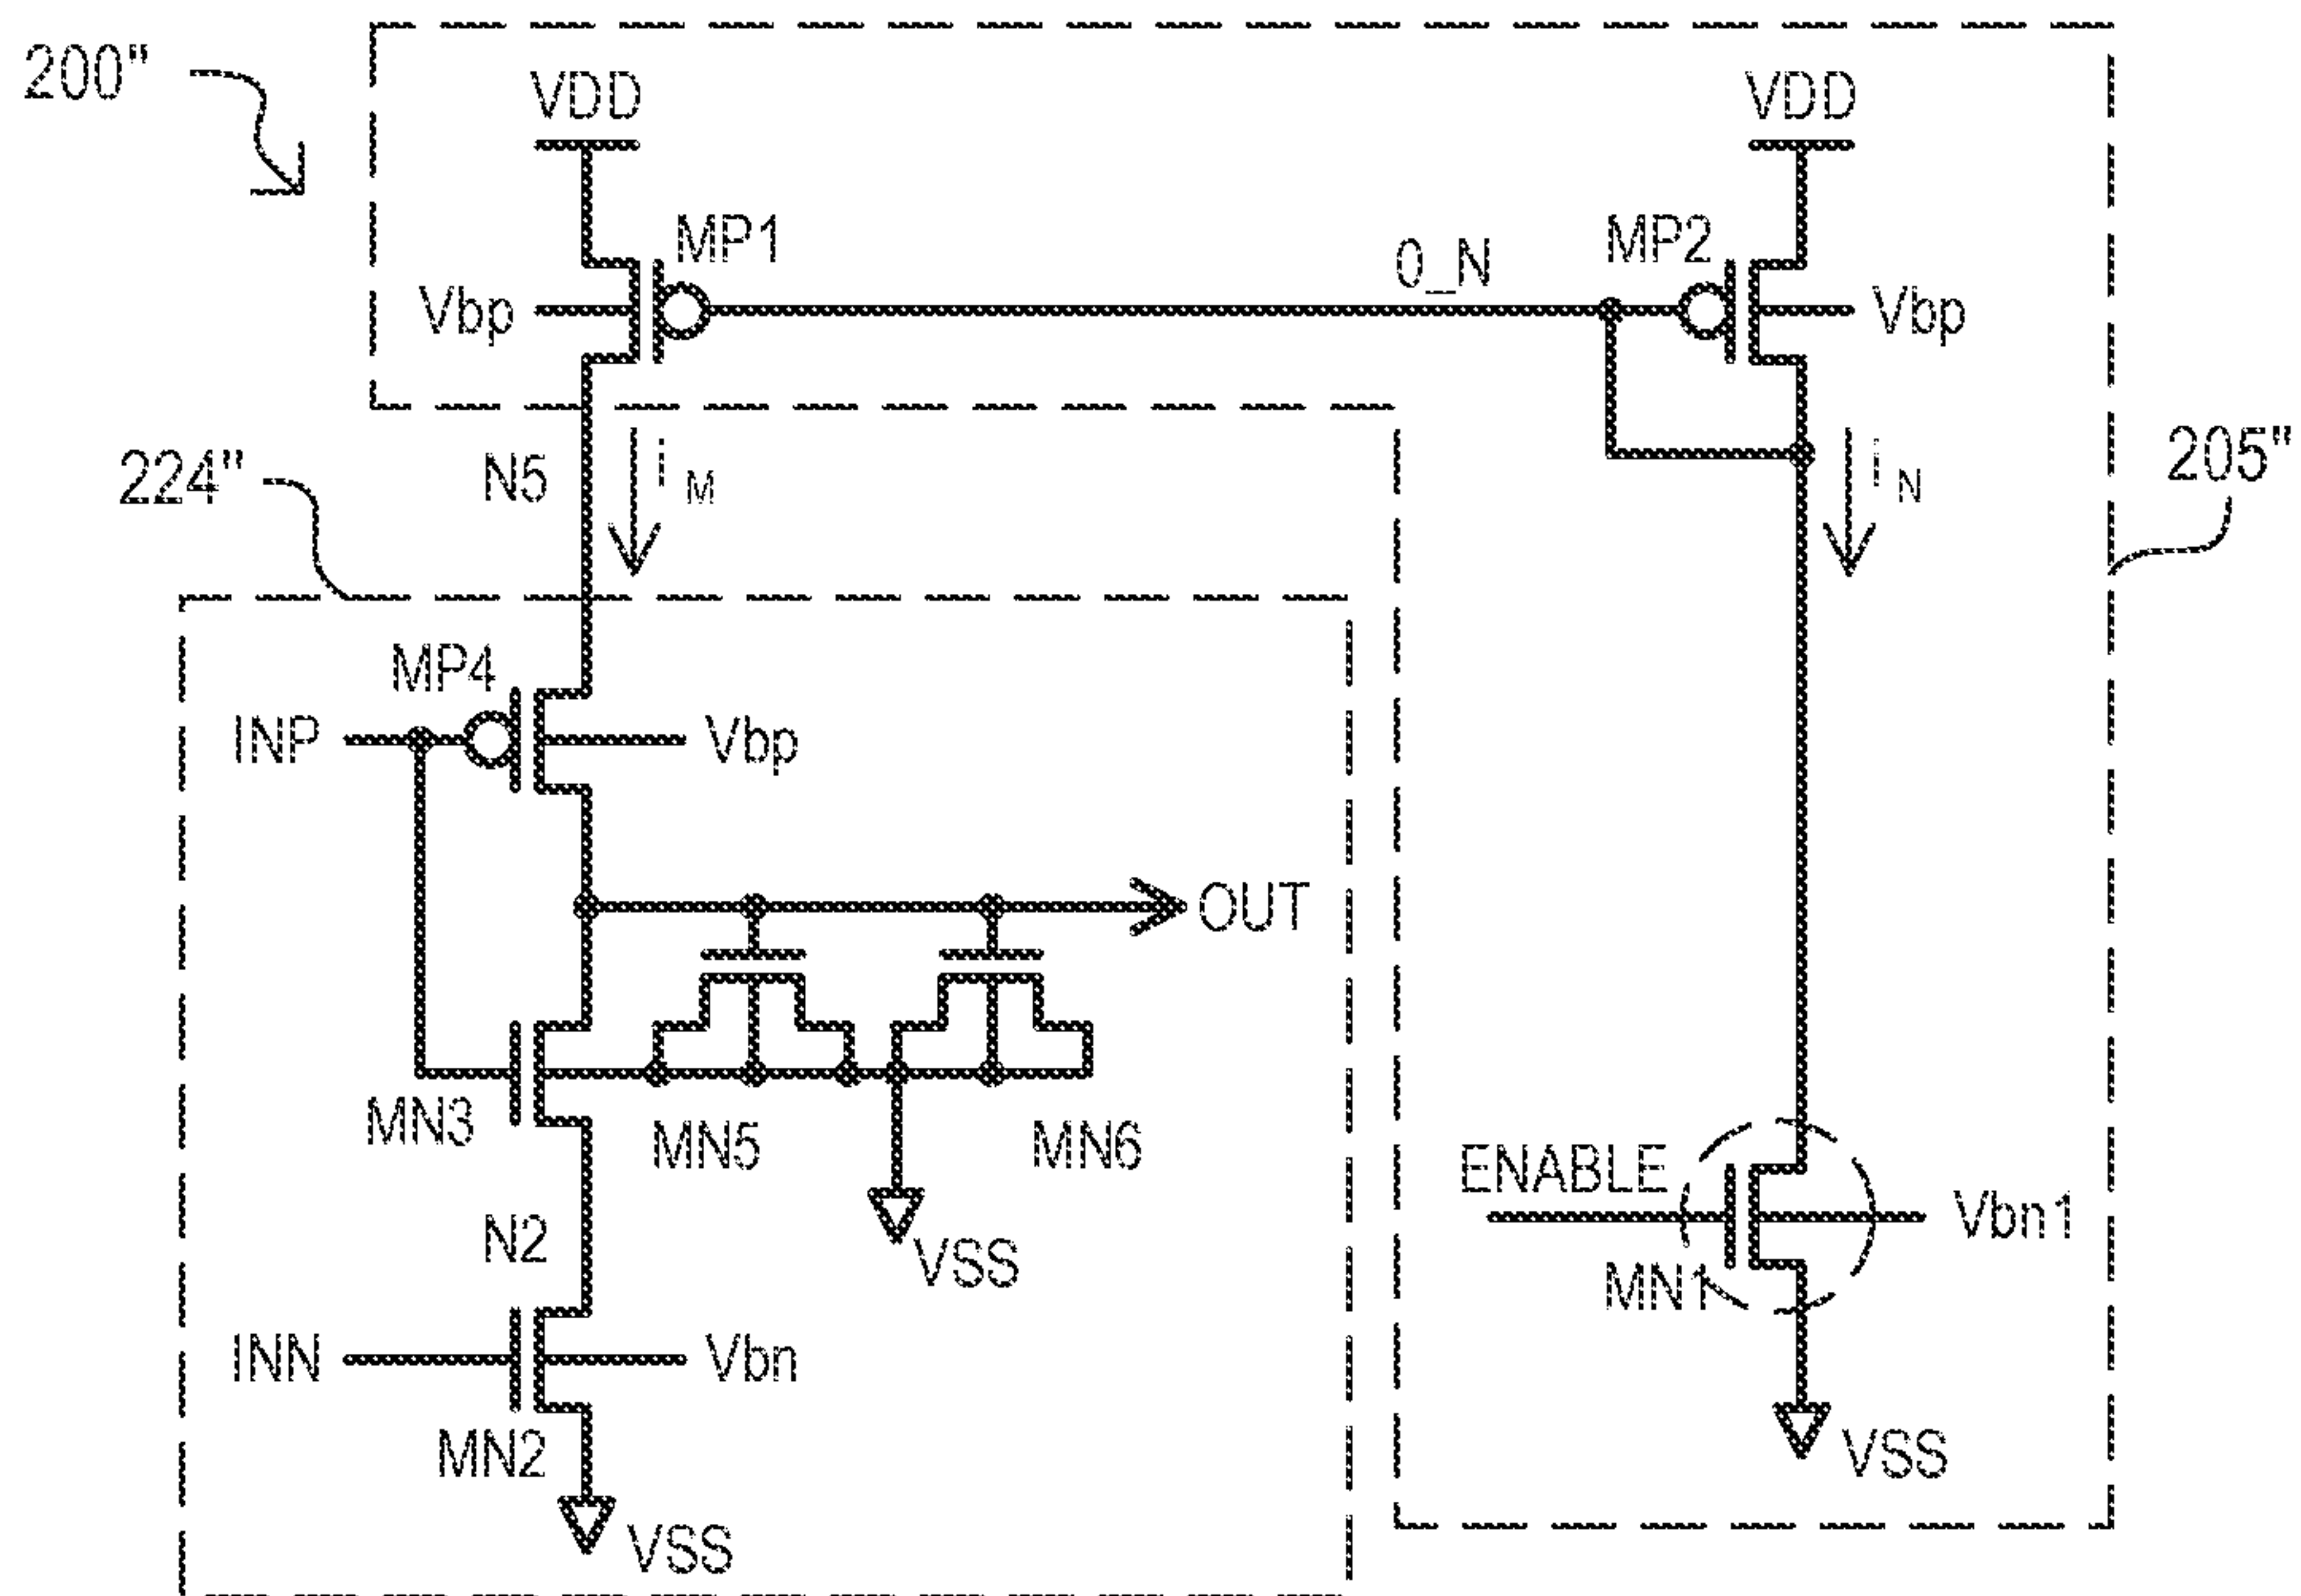 200"
VDD
VDD
MP1
MP2
0_N
Vbp
Vbp
N5
i M
i N
224"
205"
MP4
INP
Vbp
OUT
MN3
MN5
MN6
ENABLE
Vbn1
N2
VSS
MN1
INN
Vbn
MN2
VSS
VSS